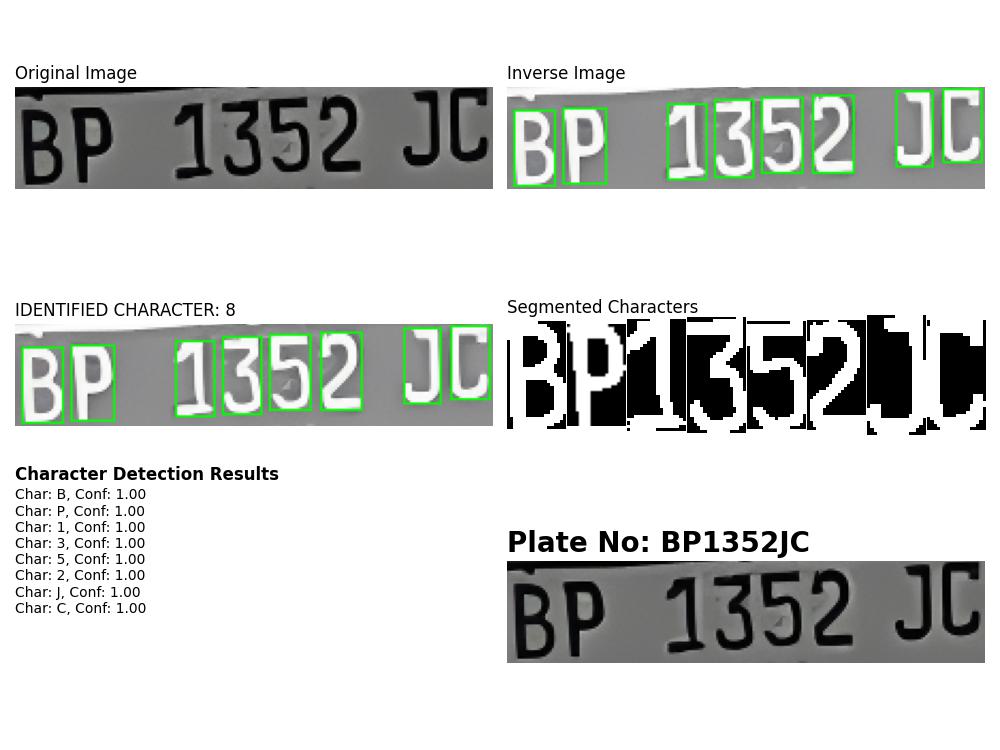 Original Image
BP 1352 JC
Inverse Image
BP 1352 JC
IDENTIFIED CHARACTER: 8
BP 1352 JC
Segmented Characters
BP1352JC
Character Detection Results
Char: B, Conf: 1.00
Char: P, Conf: 1.00
Char: 1, Conf: 1.00
Char: 3, Conf: 1.00
Char: 5, Conf: 1.00
Char: 2, Conf: 1.00
Char: J, Conf: 1.00
Char: C, Conf: 1.00
Plate No: BP1352JC
BP 1352 JC